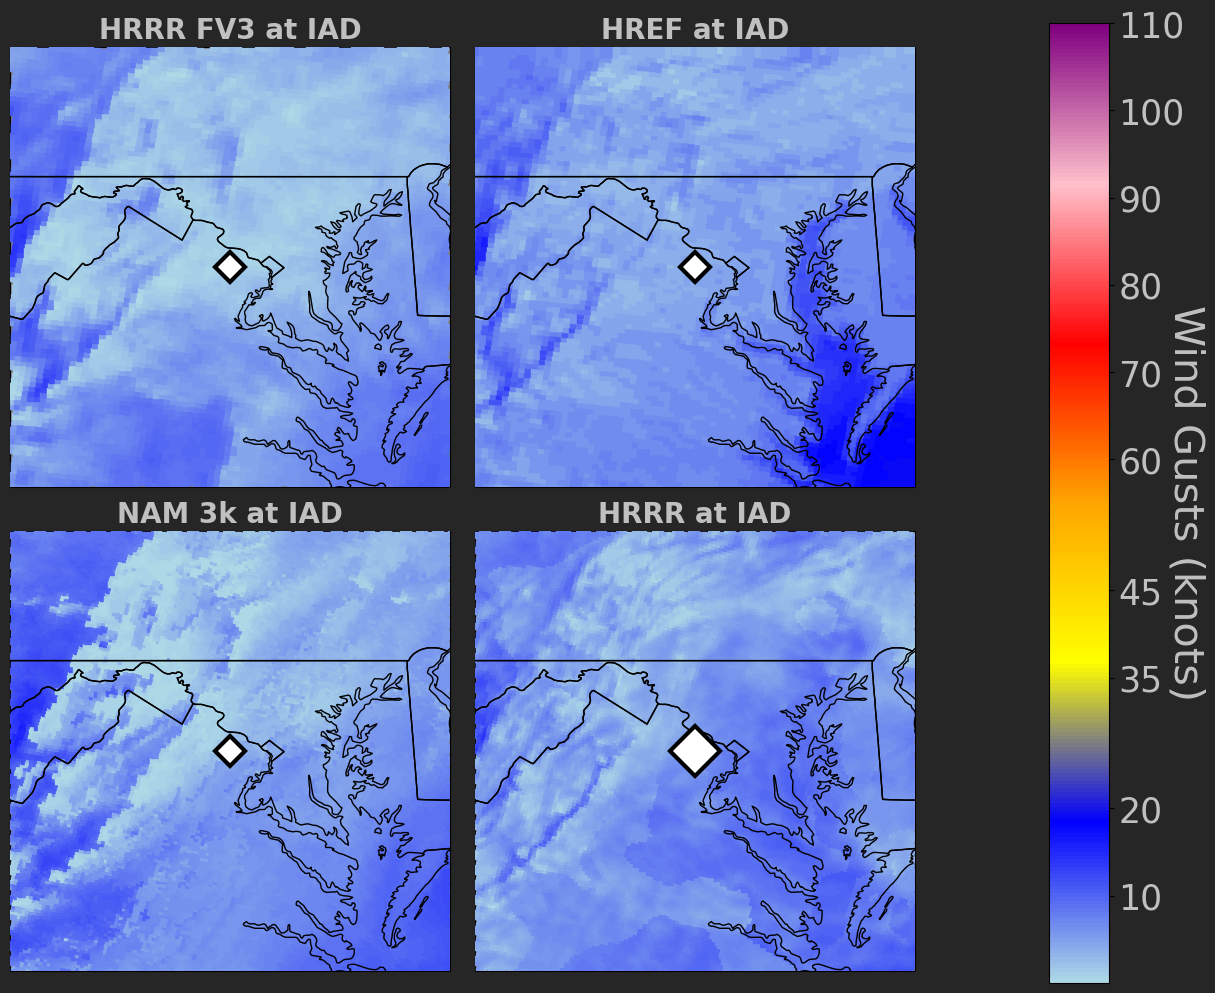 HRRR FV3 at IAD
HREF at IAD
NAM 3k at IAD
HRRR at IAD
110
100
90
80
70
60
45
35
20
10
Wind Gusts (knots)